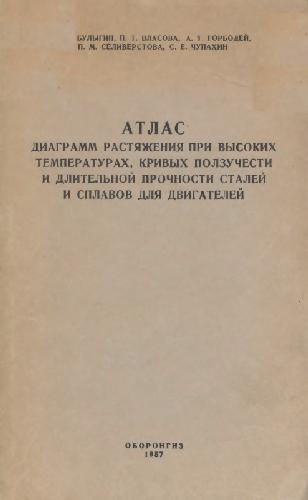 БУЛЫГИН, П. Т. ВЛАСОВА, А. Т. ГОРБОДЕЙ,
П. М. СЕЛИВЕРСТОВА, С. Е. ЧУПАХИН
АТЛАС
ДИАГРАММ РАСТЯЖЕНИЯ ПРИ ВЫСОКИХ
ТЕМПЕРАТУРАХ, КРИВЫХ ПОЛЗУЧЕСТИ
И ДЛИТЕЛЬНОЙ ПРОЧНОСТИ СТАЛЕЙ
И СПЛАВОВ ДЛЯ ДВИГАТЕЛЕЙ
ОБОРОНГИЗ
1957